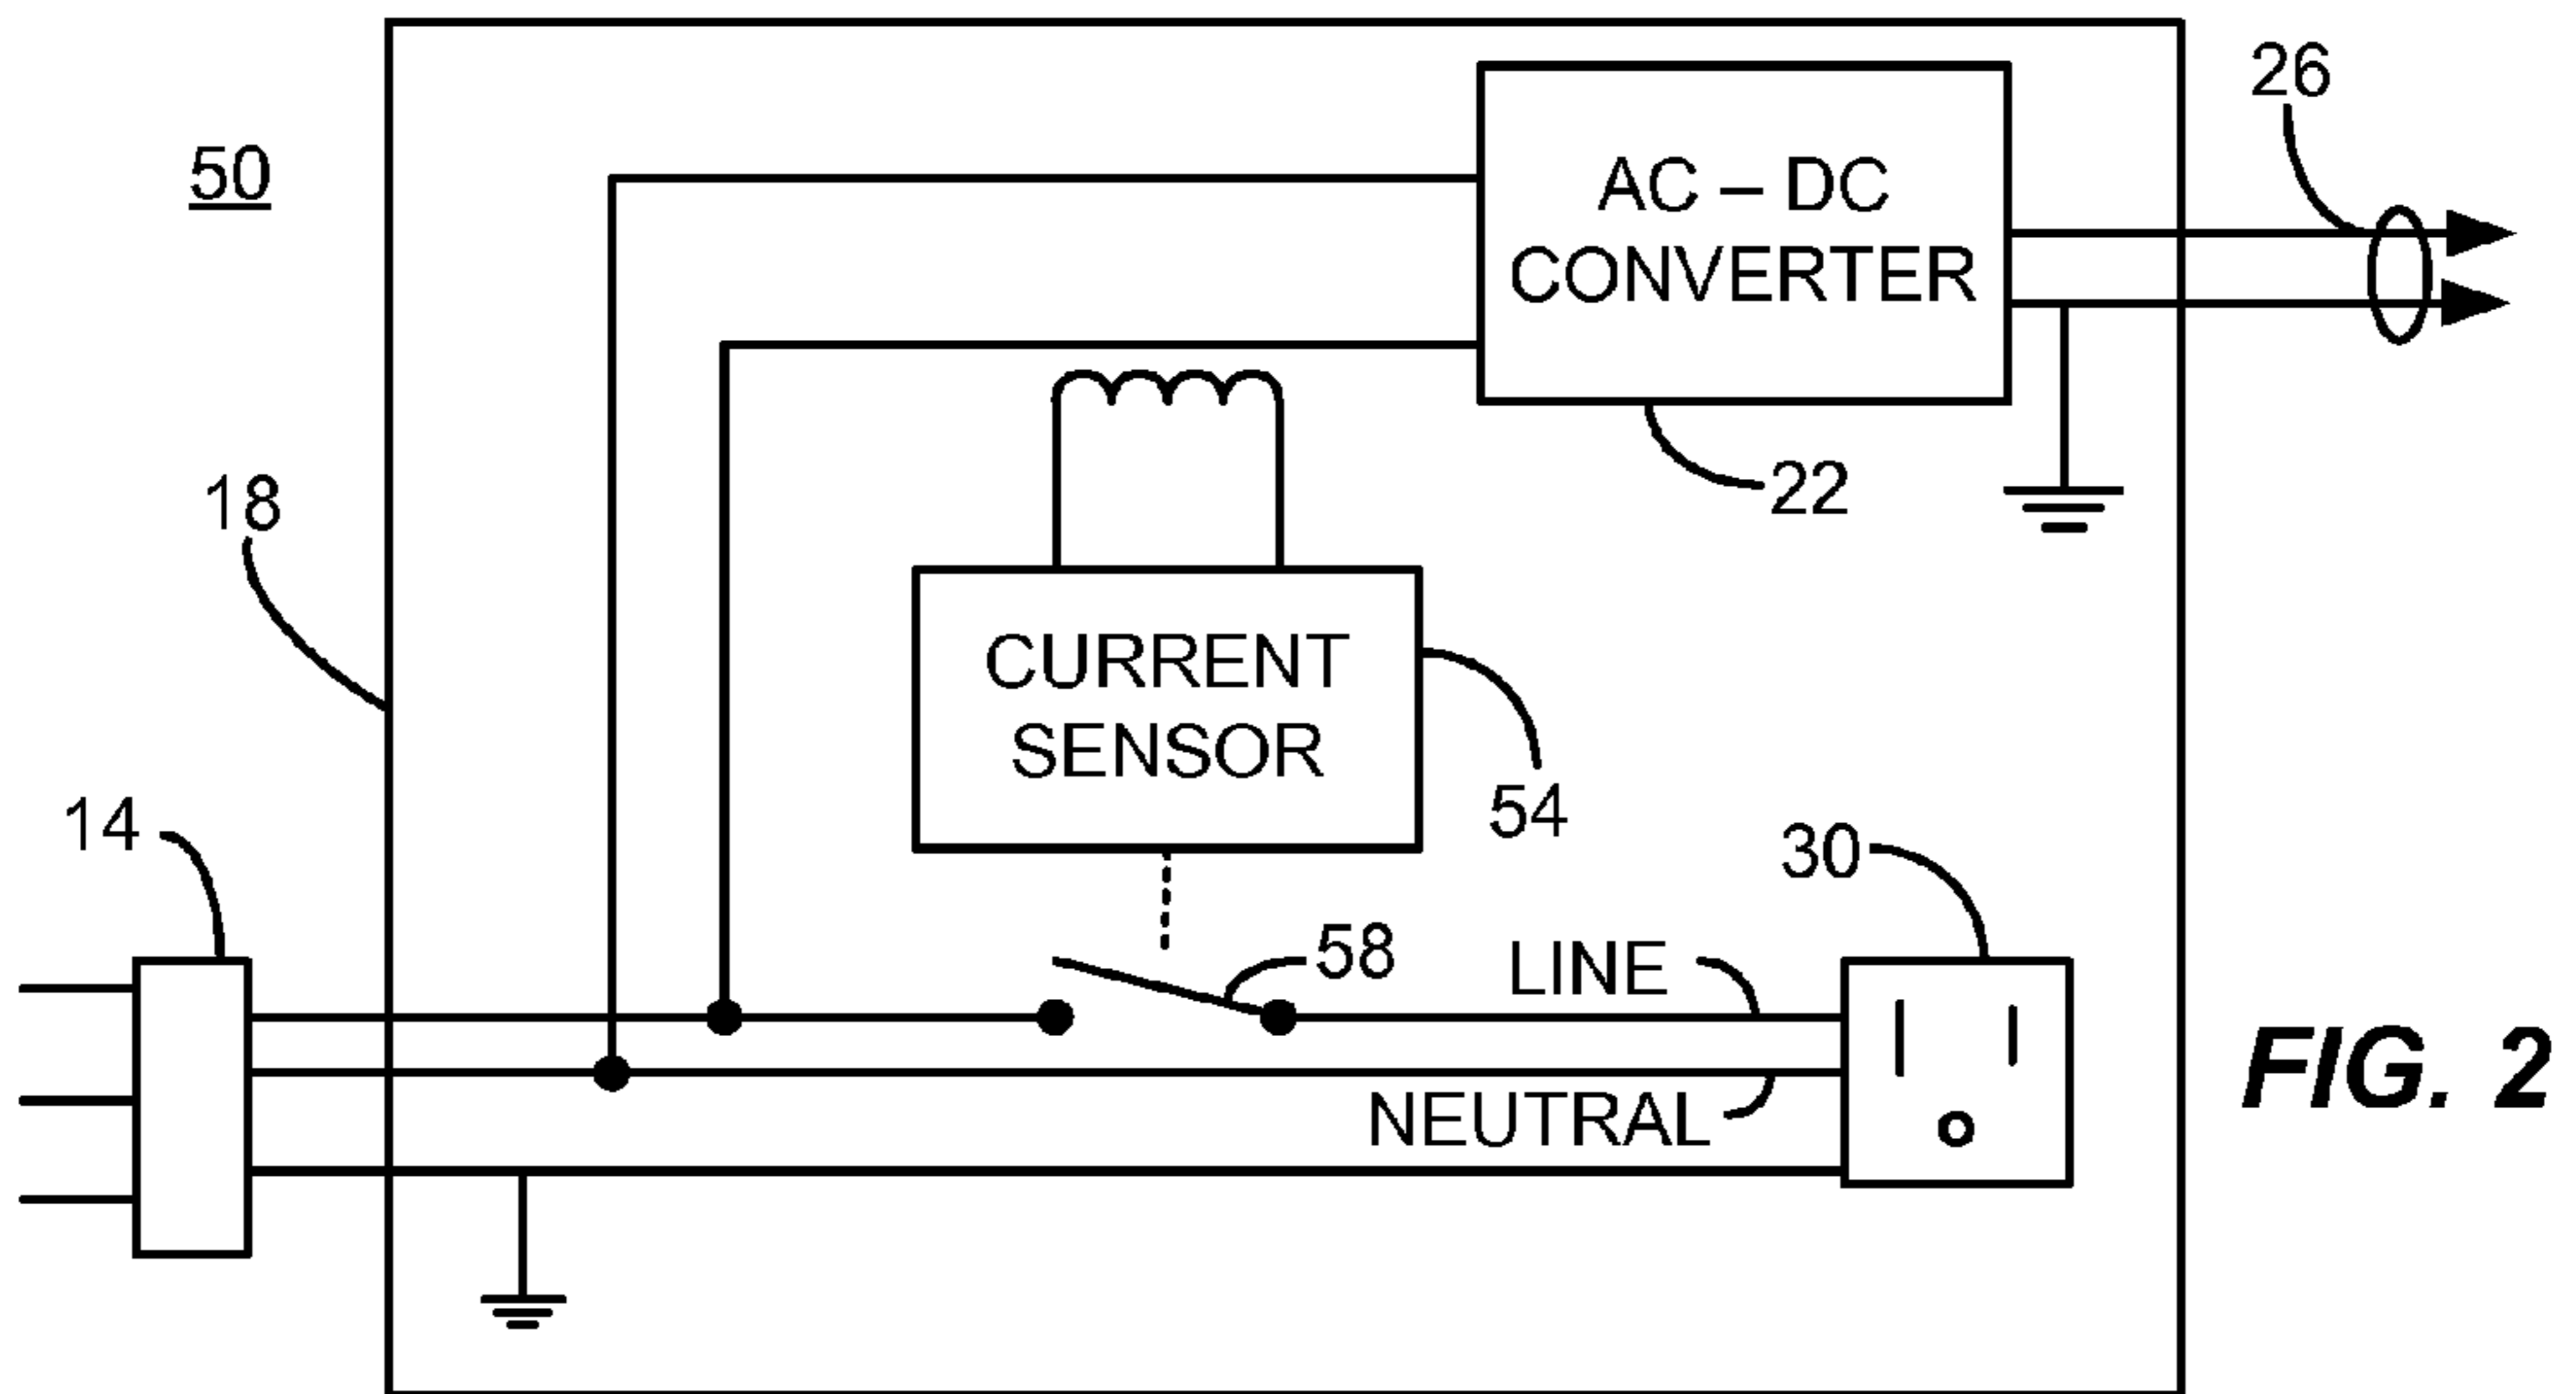 50
26
AC – DC
CONVERTER
22
18
CURRENT
SENSOR
54
14
30
58
LINE
NEUTRAL
FIG. 2